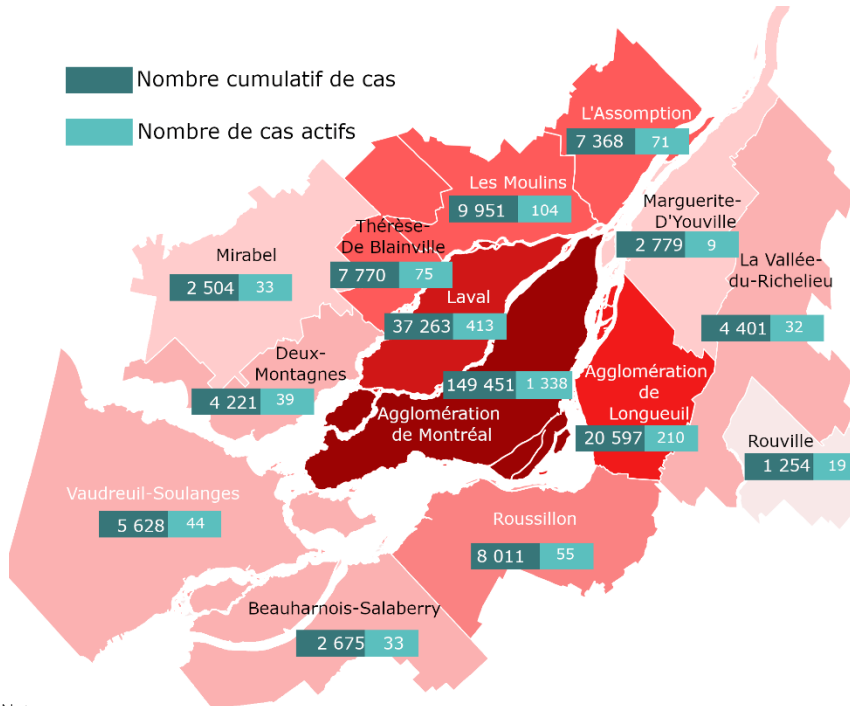 Nombre cumulatif de cas
Nombre de cas actifs
L'Assomption
7 368 71
Les Moulins
9 951 104
Marguerite-
D'Youville
2 779 9
Thérèse-
De Blainville
7 770 75
Mirabel
2 504 33
La Vallée-
du-Richelieu
4 401 32
Laval
37 263 413
Deux-
Montagnes
4 221 39
149 451 1 338
Agglomération
de Montréal
Agglomération
de
Longueuil
20 597 210
Rouville
1 254 19
Vaudreuil-Soulanges
5 628 44
Roussillon
8 011 55
Beauharnois-Salaberry
2 675 33